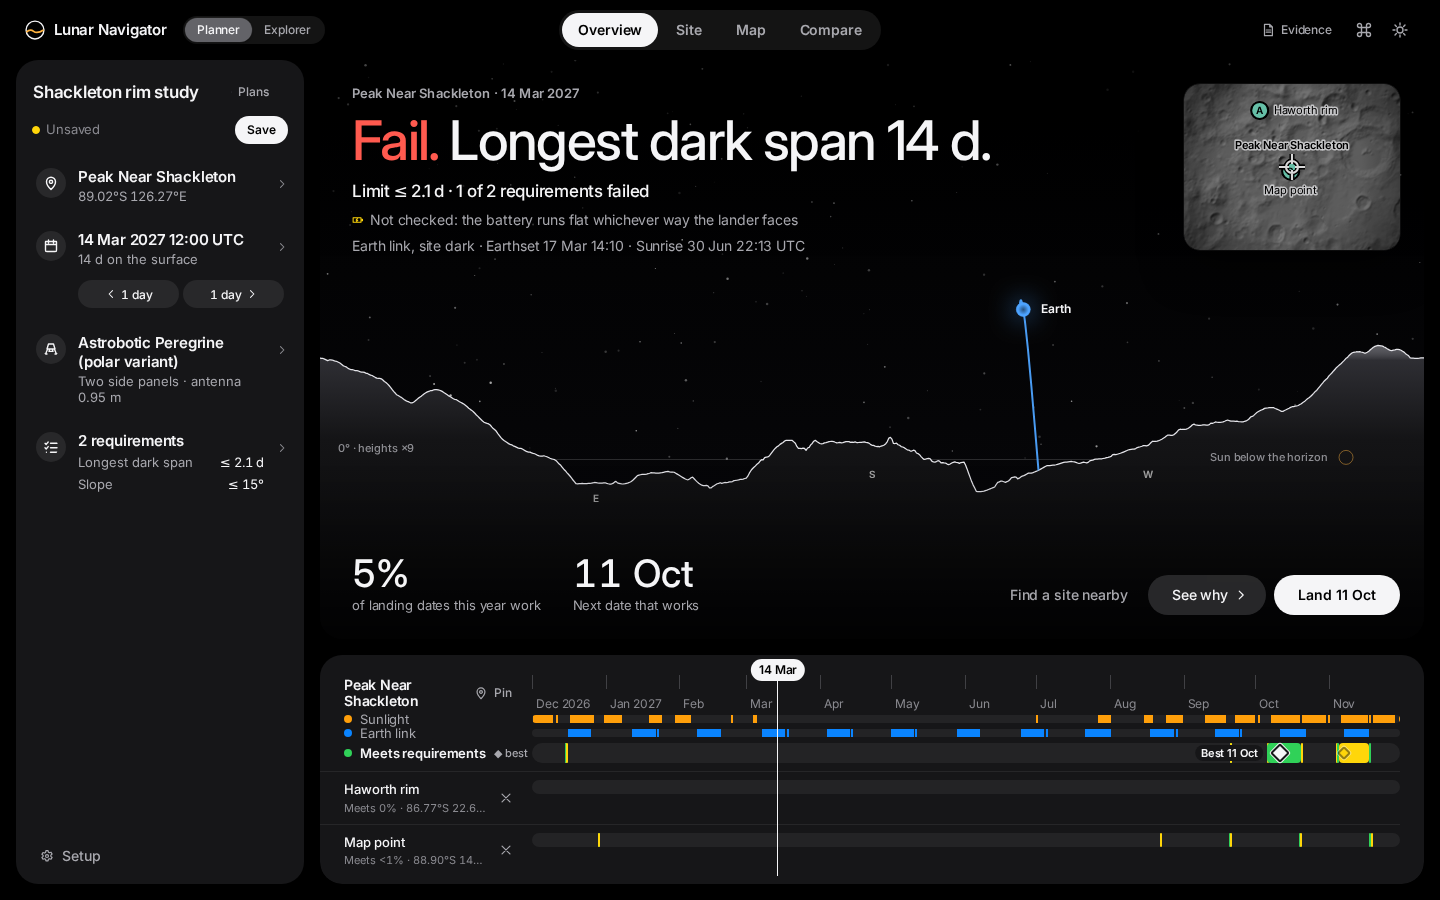 Lunar Navigator
Planner
Explorer
Overview
Site
Map
Compare
Evidence
Shackleton rim study
Plans
Unsaved
Save
Peak Near Shackleton
89.02°S 126.27°E
14 Mar 2027 12:00 UTC
14 d on the surface
1 day
1 day
Astrobotic Peregrine
(polar variant)
Two side panels · antenna
0.95 m
2 requirements
Longest dark span ≤ 2.1 d
Slope ≤ 15°
Setup
Peak Near Shackleton · 14 Mar 2027
Fail. Longest dark span 14 d.
Limit ≤ 2.1 d · 1 of 2 requirements failed
Not checked: the battery runs flat whichever way the lander faces
Earth link, site dark · Earthset 17 Mar 14:10 · Sunrise 30 Jun 22:13 UTC
A Haworth rim
Peak Near Shackleton
Map point
Earth
0° · heights ×9
Sun below the horizon
E
S
W
5%
of landing dates this year work
11 Oct
Next date that works
Find a site nearby
See why
Land 11 Oct
14 Mar
Peak Near
Shackleton
Pin
Dec 2026
Jan 2027
Feb
Mar
Apr
May
Jun
Jul
Aug
Sep
Oct
Nov
Sunlight
Earth link
Meets requirements
◆ best
Best 11 Oct
Haworth rim
Meets 0% · 86.77°S 22.6…
Map point
Meets <1% · 88.90°S 14…